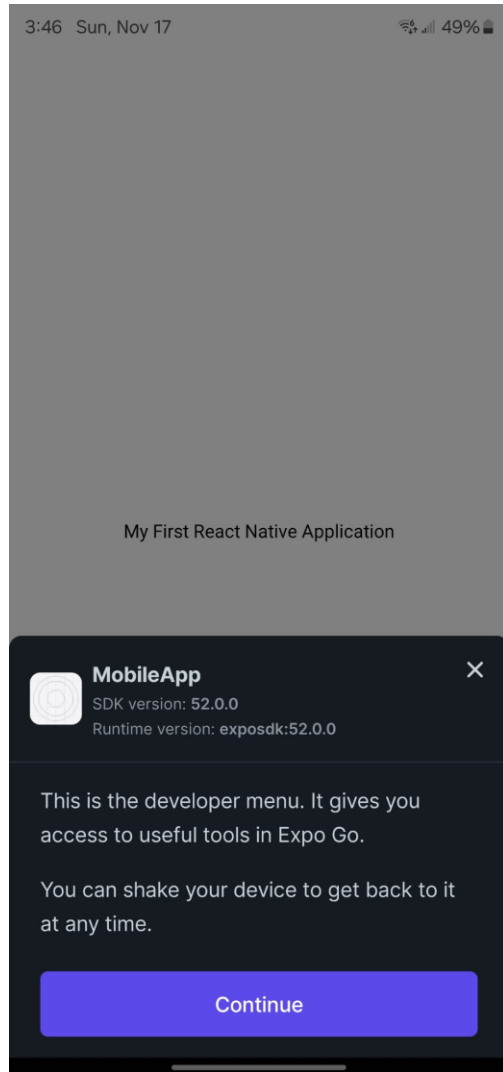 3:46 Sun, Nov 17
49%
My First React Native Application
MobileApp
SDK version: 52.0.0
Runtime version: exposdk:52.0.0
This is the developer menu. It gives you
access to useful tools in Expo Go.
You can shake your device to get back to it
at any time.
Continue